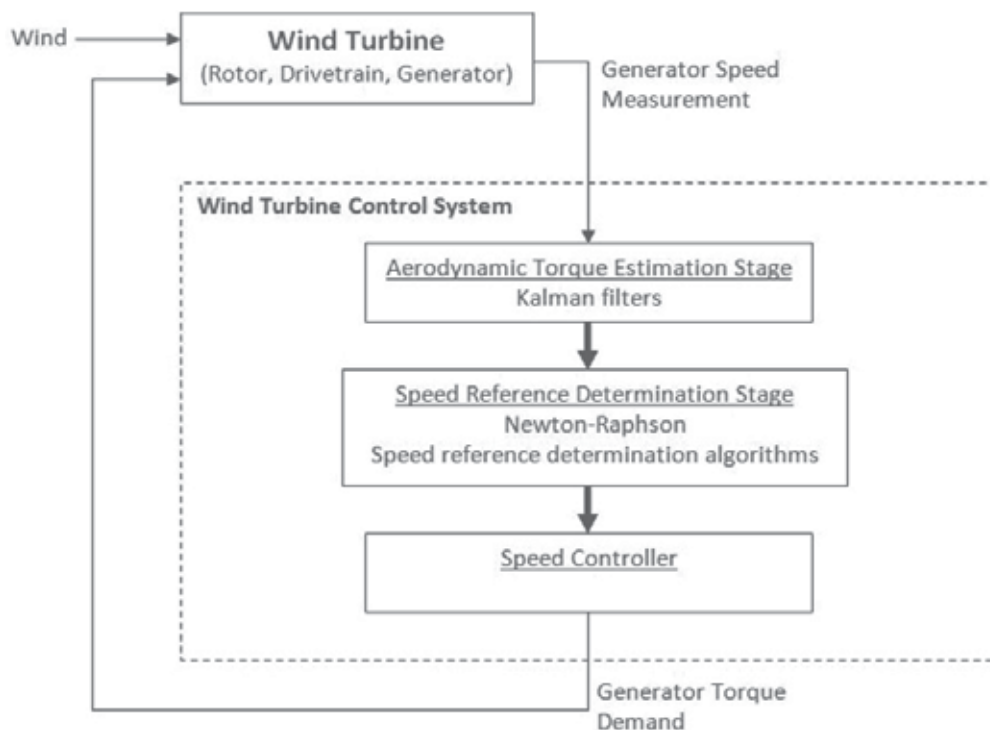 Wind
Wind Turbine
(Rotor, Drivetrain, Generator)
Generator Speed
Measurement
Wind Turbine Control System
Aerodynamic Torque Estimation Stage
Kalman filters
Speed Reference Determination Stage
Newton-Raphson
Speed reference determination algorithms
Speed Controller
Generator Torque
Demand